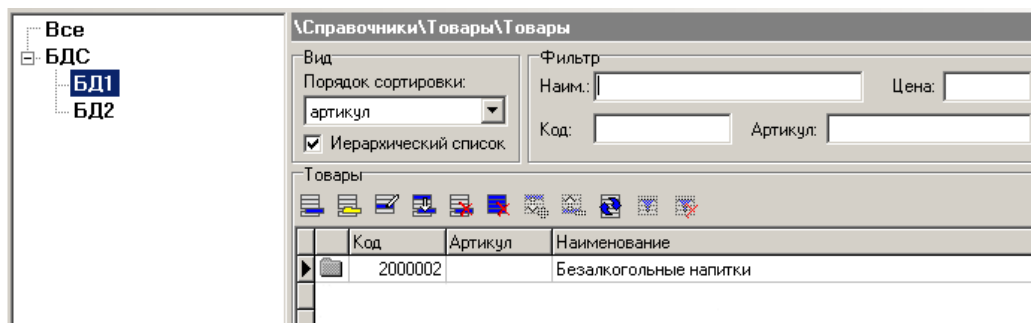 Все
БДС
БД1
БД2
\Справочники\Товары\Товары
Вид
Порядок сортировки:
артикул
Иерархический список
Фильтр
Наим.: Цена:
Код: Артикул:
Товары
Код Артикул Наименование
2000002 Безалкогольные напитки